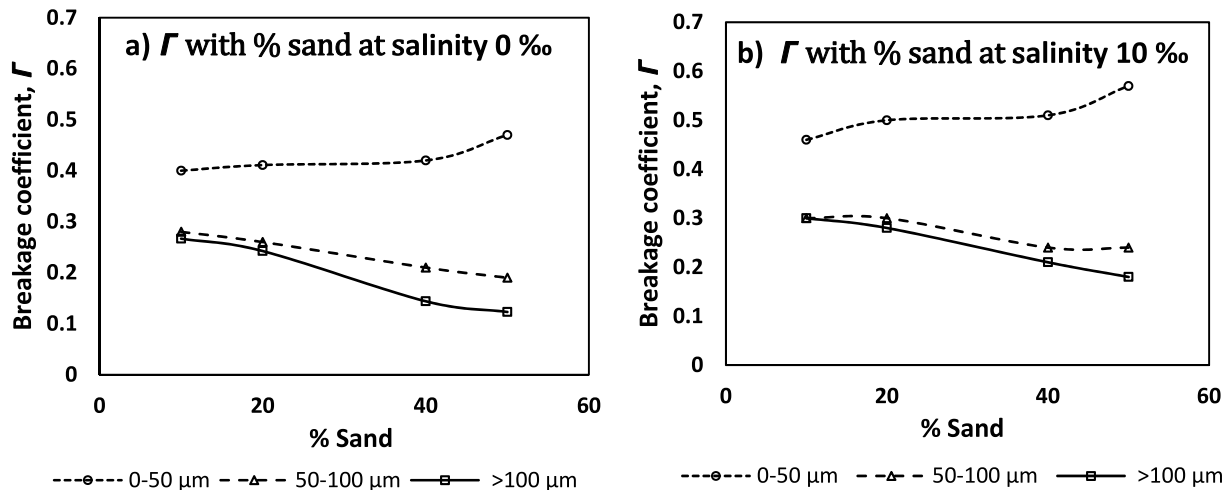 a) Γ with % sand at salinity 0 ‰
Breakage coefficient, Γ
0.7
0.6
0.5
0.4
0.3
0.2
0.1
0
0 20 40 60
% Sand
0-50 µm 50-100 µm >100 µm
b) Γ with % sand at salinity 10 ‰
Breakage coefficient, Γ
0.7
0.6
0.5
0.4
0.3
0.2
0.1
0
0 20 40 60
% Sand
0-50 µm 50-100 µm >100 µm